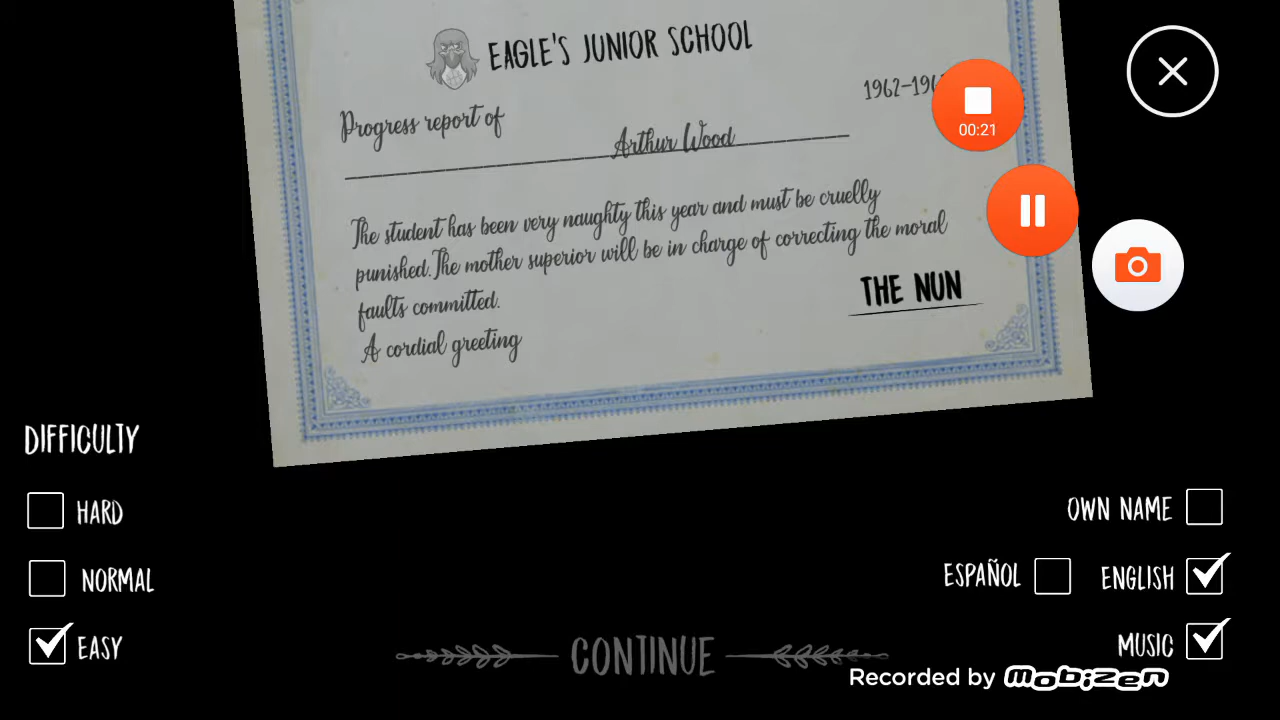 EAGLE'S JUNIOR SCHOOL
1962-196
Progress report of
Arthur Wood
The student has been very naughty this year and must be cruelly
punished. The mother superior will be in charge of correcting the moral
faults committed.
A cordial greeting
THE NUN
00:21
DIFFICULTY
HARD
NORMAL
EASY
OWN NAME
ESPAÑOL
ENGLISH
MUSIC
CONTINUE
Recorded by mobizen